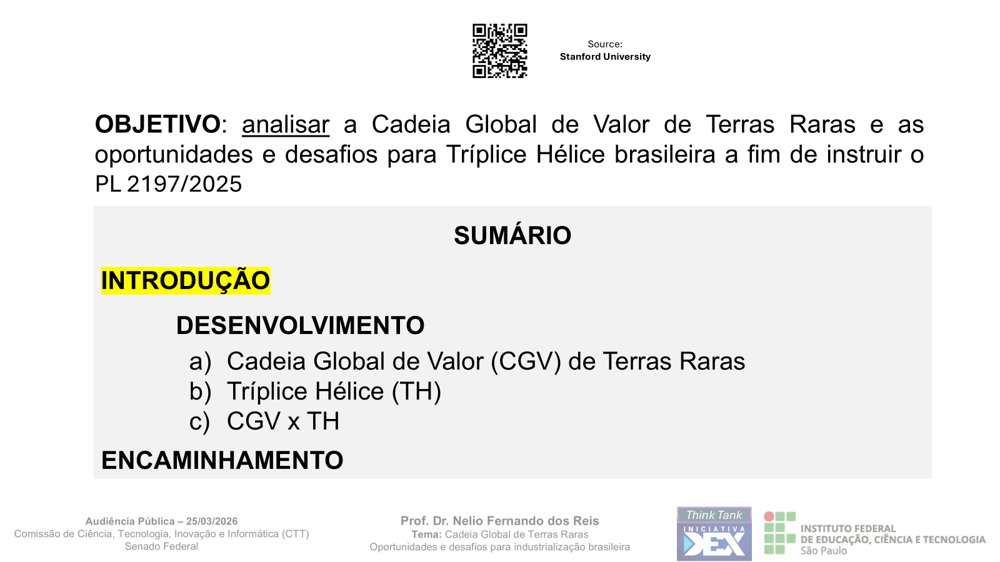 Source:
Stanford University
OBJETIVO: analisar a Cadeia Global de Valor de Terras Raras e as
oportunidades e desafios para Tríplice Hélice brasileira a fim de instruir o
PL 2197/2025
SUMÁRIO
INTRODUÇÃO
DESENVOLVIMENTO
a) Cadeia Global de Valor (CGV) de Terras Raras
b) Tríplice Hélice (TH)
c) CGV x TH
ENCAMINHAMENTO
Audiência Pública – 25/03/2026
Comissão de Ciência, Tecnologia, Inovação e Informática (CTT)
Senado Federal
Prof. Dr. Nelio Fernando dos Reis
Tema: Cadeia Global de Terras Raras
Oportunidades e desafios para industrialização brasileira
Think Tank
INICIATIVA
DEX
INSTITUTO FEDERAL
DE EDUCAÇÃO, CIÊNCIA E TECNOLOGIA
São Paulo